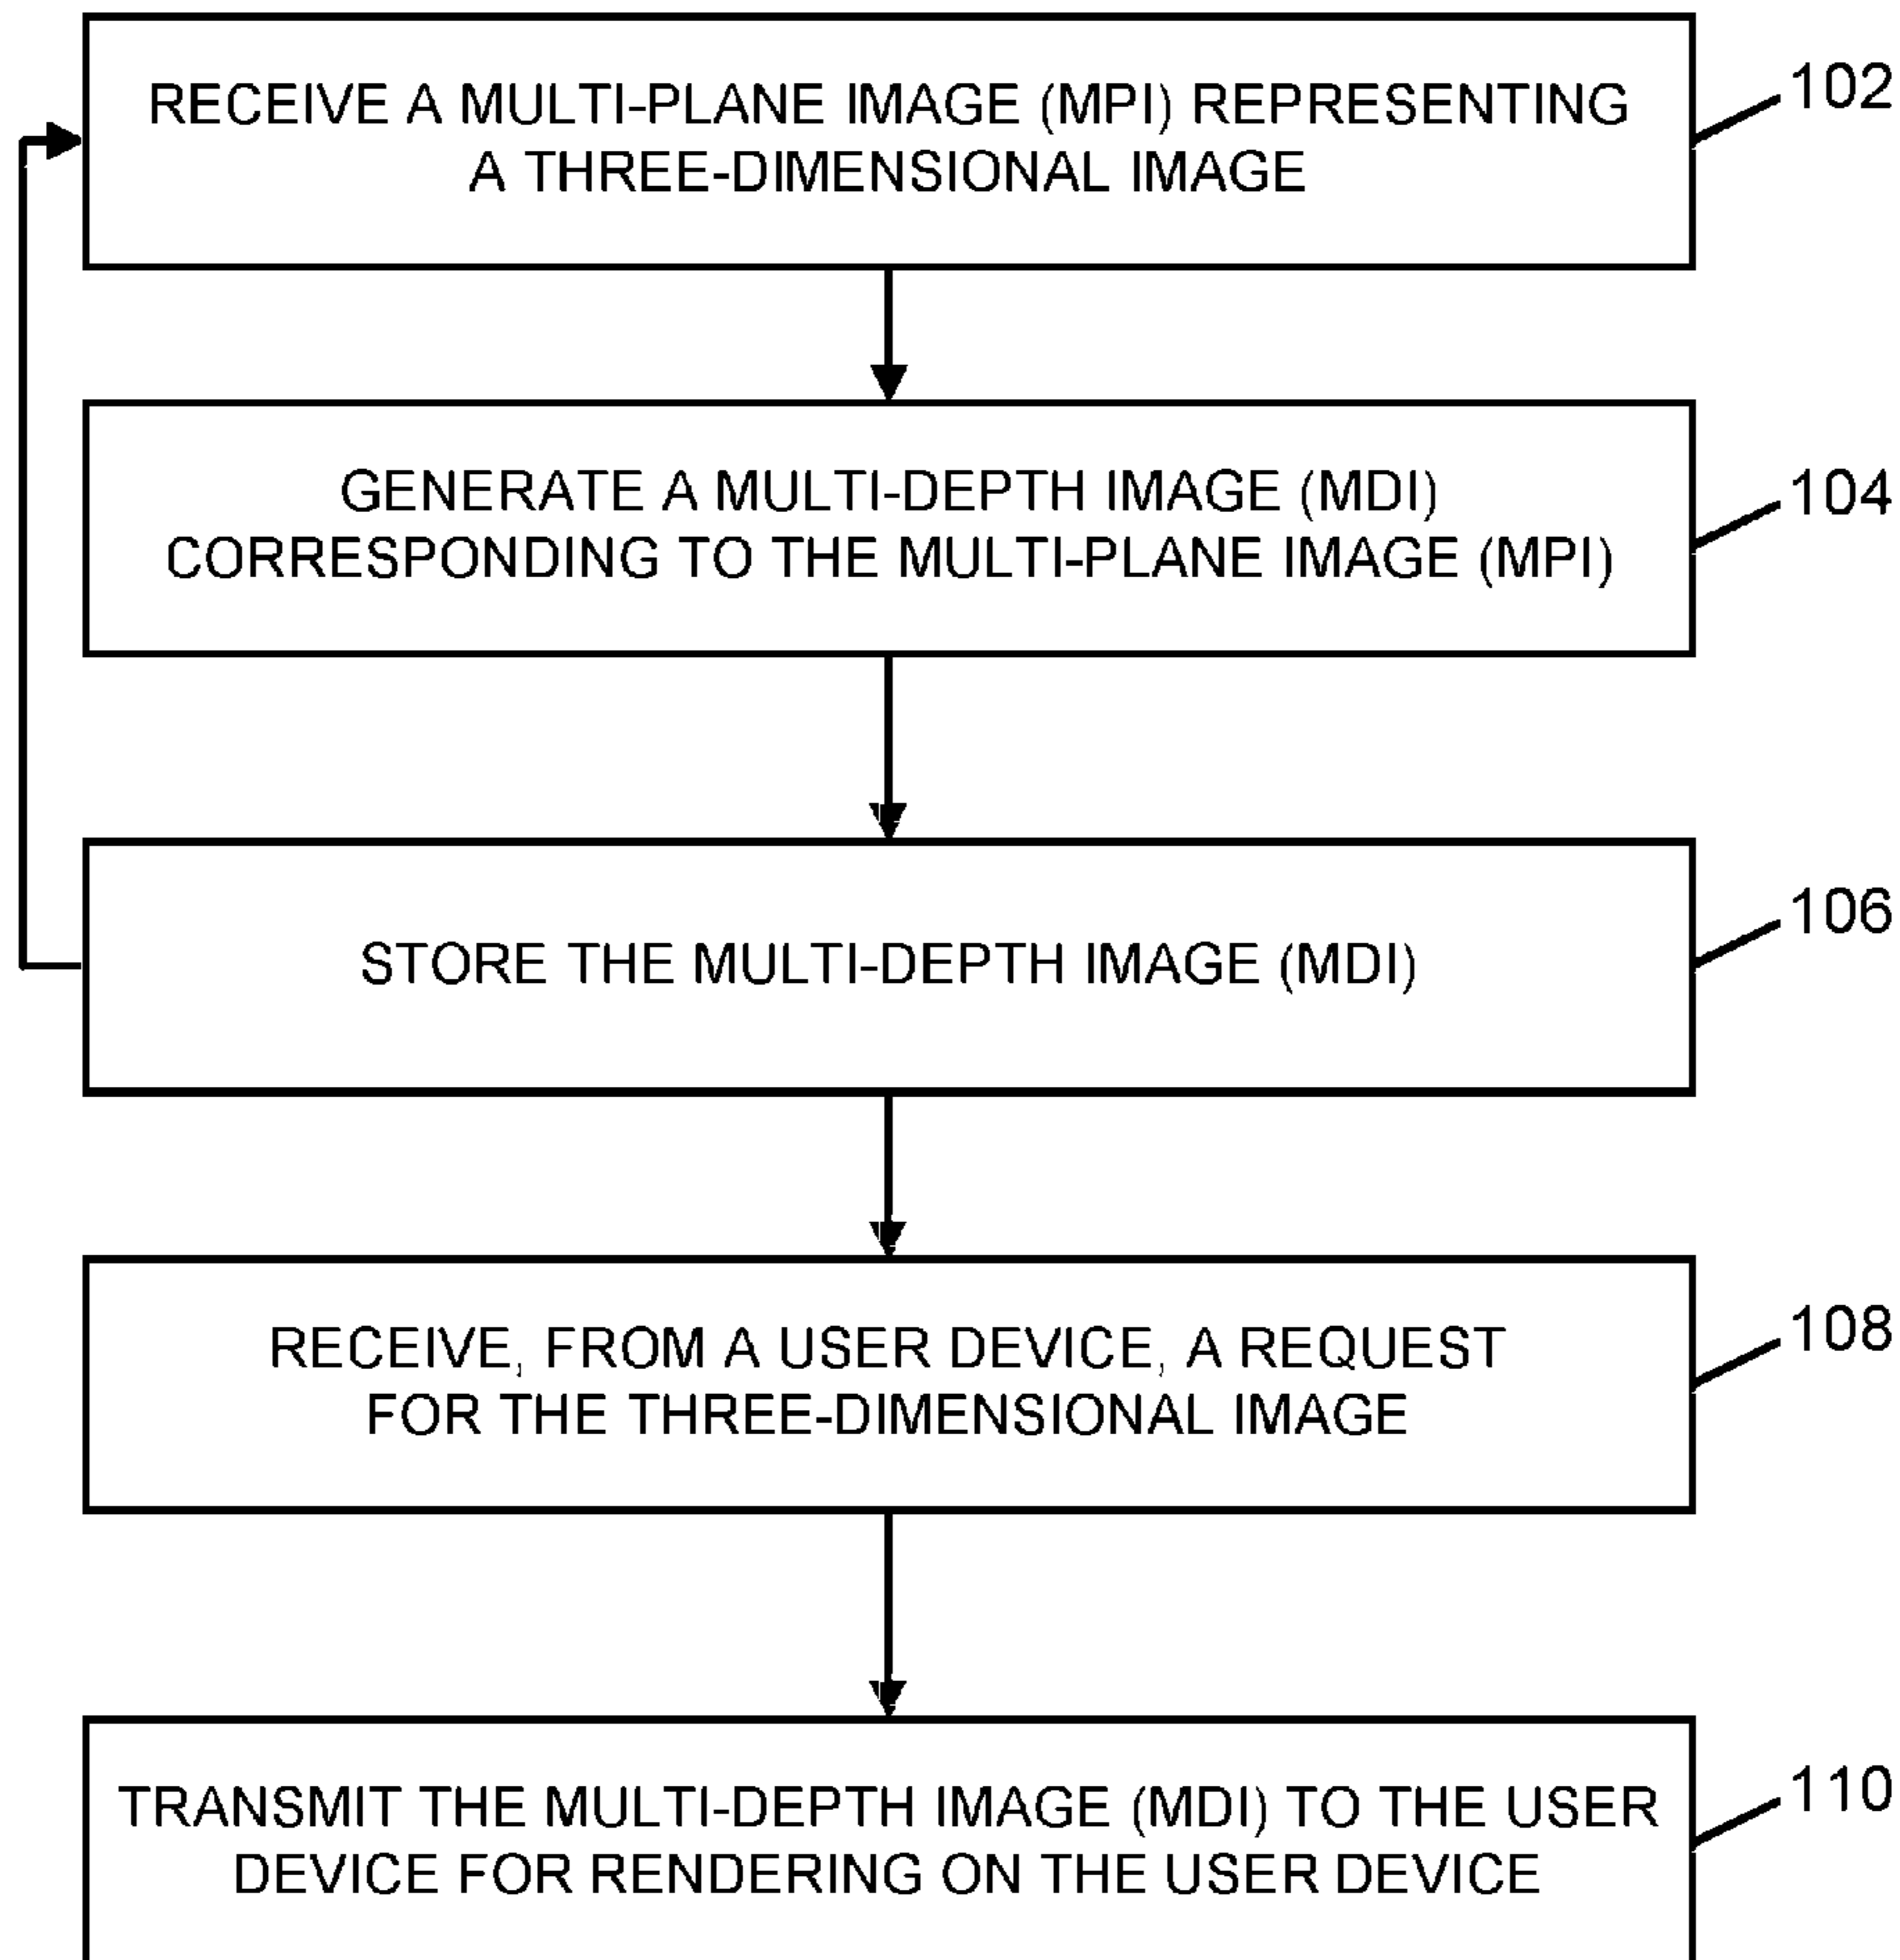 RECEIVE A MULTI-PLANE IMAGE (MPI) REPRESENTING
A THREE-DIMENSIONAL IMAGE
102
GENERATE A MULTI-DEPTH IMAGE (MDI)
CORRESPONDING TO THE MULTI-PLANE IMAGE (MPI)
104
STORE THE MULTI-DEPTH IMAGE (MDI)
106
RECEIVE, FROM A USER DEVICE, A REQUEST
FOR THE THREE-DIMENSIONAL IMAGE
108
TRANSMIT THE MULTI-DEPTH IMAGE (MDI) TO THE USER
DEVICE FOR RENDERING ON THE USER DEVICE
110